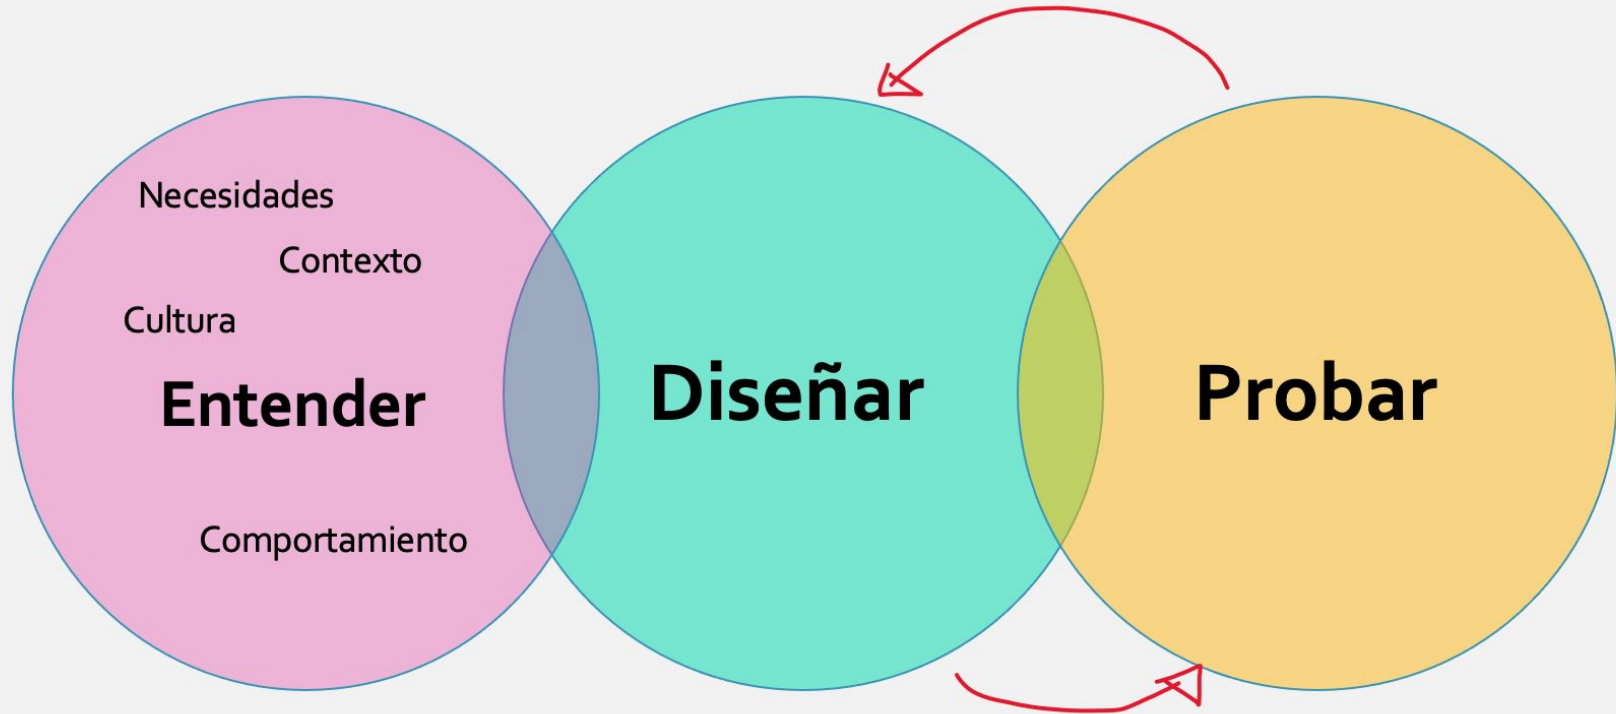 Necesidades
Contexto
Cultura
Entender
Comportamiento
Diseñar
Probar